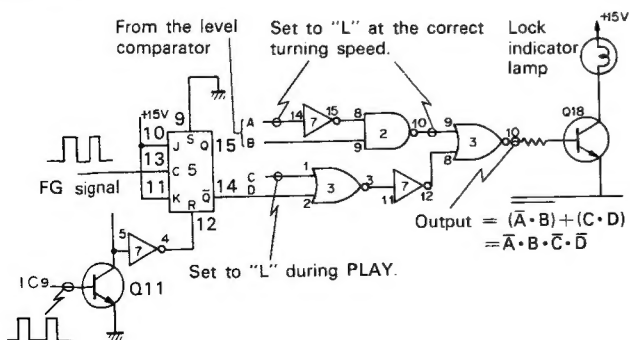 From the level
comparator
Set to "L" at the correct
turning speed.
Lock
indicator
lamp
+15V
+15V
9
10
J
S
Q
15
13
C
5
11
K
R
Q̅
14
12
FG signal
A
B
14
7
15
8
9
2
10
9
8
3
10
Q18
C
D
1
2
3
3
11
7
12
Output = (A̅·B)+(C·D)
=A̅·B·C̅·D̅
Set to "L" during PLAY.
5
7
4
IC9
Q11